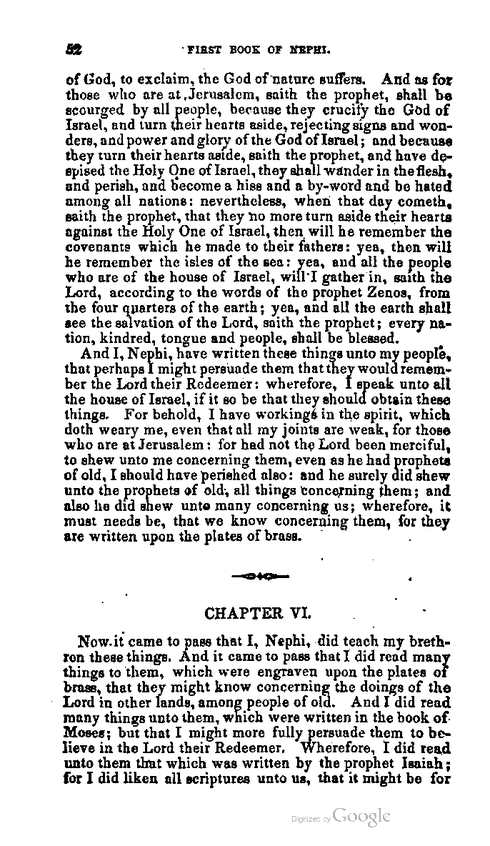 52 FIRST BOOK OF NEPHI.
of God, to exclaim, the God of nature suffers. And as for
those who are at Jerusalem, saith the prophet, shall be
scourged by all people, because they crucify the God of
Israel, and turn their hearts aside, rejecting signs and won-
ders, and power and glory of the God of Israel; and because
they turn their hearts aside, saith the prophet, and have de-
spised the Holy One of Israel, they shall wander in the flesh,
and perish, and become a hiss and a by-word and be hated
among all nations: nevertheless, when that day cometh,
saith the prophet, that they no more turn aside their hearts
against the Holy One of Israel, then will he remember the
covenants which he made to their fathers: yea, then will
he remember the isles of the sea: yea, and all the people
who are of the house of Israel, will I gather in, saith the
Lord, according to the words of the prophet Zenos, from
the four quarters of the earth; yea, and all the earth shall
see the salvation of the Lord, saith the prophet; every na-
tion, kindred, tongue and people, shall be blessed.
And I, Nephi, have written these things unto my people,
that perhaps I might persuade them that they would remem-
ber the Lord their Redeemer: wherefore, I speak unto all
the house of Israel, if it so be that they should obtain these
things. For behold, I have workings in the spirit, which
doth weary me, even that all my joints are weak, for those
who are at Jerusalem: for had not the Lord been merciful,
to shew unto me concerning them, even as he had prophets
of old, I should have perished also: and he surely did shew
unto the prophets of old, all things concerning them; and
also he did shew unto many concerning us; wherefore, it
must needs be, that we know concerning them, for they
are written upon the plates of brass.
CHAPTER VI.
Now it came to pass that I, Nephi, did teach my breth-
ron these things. And it came to pass that I did read many
things to them, which were engraven upon the plates of
brass, that they might know concerning the doings of the
Lord in other lands, among people of old. And I did read
many things unto them, which were written in the book of
Moses; but that I might more fully persuade them to be-
lieve in the Lord their Redeemer. Wherefore, I did read
unto them that which was written by the prophet Isaiah;
for I did liken all scriptures unto us, that it might be for
Digitized by Google